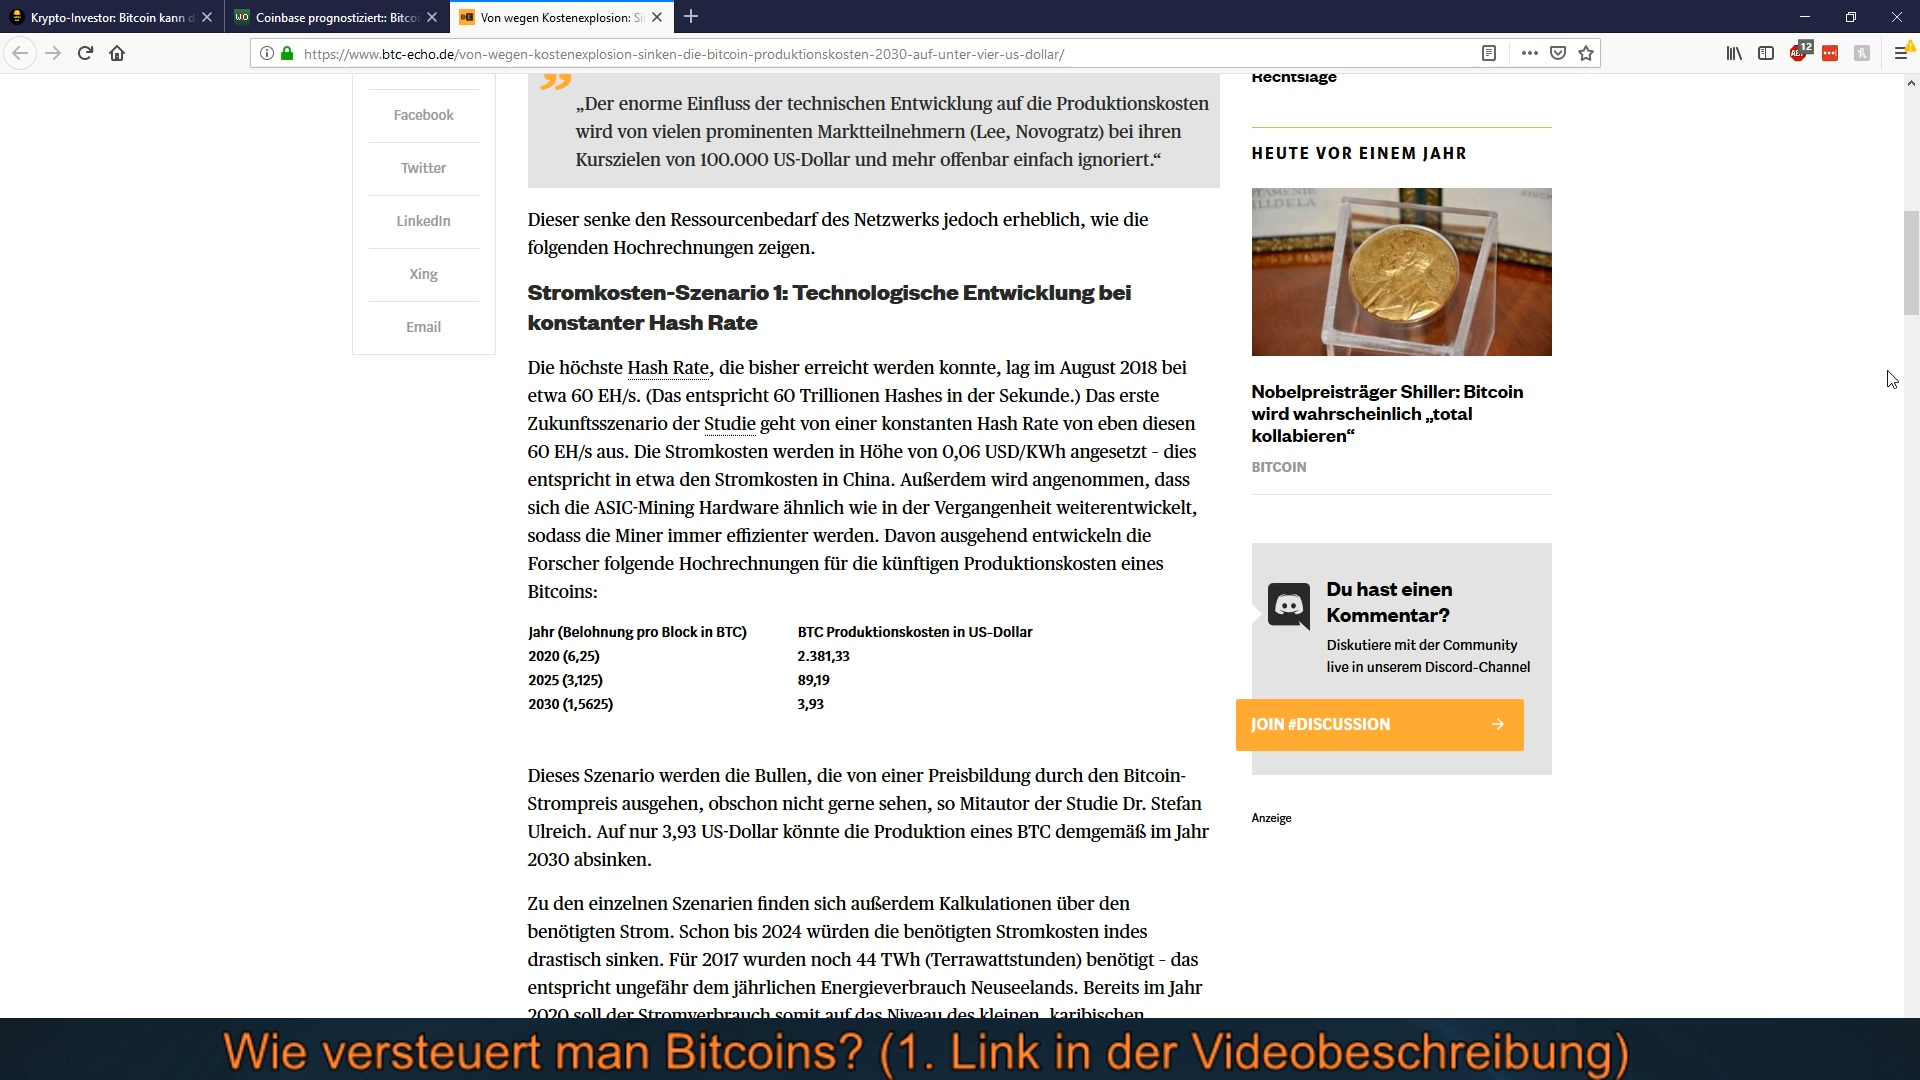 Krypto-Investor: Bitcoin kann d
Coinbase prognostiziert:: Bitco
Von wegen Kostenexplosion: Si
https://www.btc-echo.de/von-wegen-kostenexplosion-sinken-die-bitcoin-produktionskosten-2030-auf-unter-vier-us-dollar/
12
Facebook
Twitter
LinkedIn
Xing
Email
„Der enorme Einfluss der technischen Entwicklung auf die Produktionskosten
wird von vielen prominenten Marktteilnehmern (Lee, Novogratz) bei ihren
Kurszielen von 100.000 US-Dollar und mehr offenbar einfach ignoriert.“
Dieser senke den Ressourcenbedarf des Netzwerks jedoch erheblich, wie die
folgenden Hochrechnungen zeigen.
Stromkosten-Szenario 1: Technologische Entwicklung bei
konstanter Hash Rate
Die höchste Hash Rate, die bisher erreicht werden konnte, lag im August 2018 bei
etwa 60 EH/s. (Das entspricht 60 Trillionen Hashes in der Sekunde.) Das erste
Zukunftsszenario der Studie geht von einer konstanten Hash Rate von eben diesen
60 EH/s aus. Die Stromkosten werden in Höhe von 0,06 USD/KWh angesetzt – dies
entspricht in etwa den Stromkosten in China. Außerdem wird angenommen, dass
sich die ASIC-Mining Hardware ähnlich wie in der Vergangenheit weiterentwickelt,
sodass die Miner immer effizienter werden. Davon ausgehend entwickeln die
Forscher folgende Hochrechnungen für die künftigen Produktionskosten eines
Bitcoins:
Jahr (Belohnung pro Block in BTC) BTC Produktionskosten in US-Dollar
2020 (6,25) 2.381,33
2025 (3,125) 89,19
2030 (1,5625) 3,93
Dieses Szenario werden die Bullen, die von einer Preisbildung durch den Bitcoin-
Strompreis ausgehen, obschon nicht gerne sehen, so Mitautor der Studie Dr. Stefan
Ulreich. Auf nur 3,93 US-Dollar könnte die Produktion eines BTC demgemäß im Jahr
2030 absinken.
Zu den einzelnen Szenarien finden sich außerdem Kalkulationen über den
benötigten Strom. Schon bis 2024 würden die benötigten Stromkosten indes
drastisch sinken. Für 2017 wurden noch 44 TWh (Terrawattstunden) benötigt – das
entspricht ungefähr dem jährlichen Energieverbrauch Neuseelands. Bereits im Jahr
2020 soll der Stromverbrauch somit auf das Niveau des kleinen, karibischen
Rechtslage
HEUTE VOR EINEM JAHR
Nobelpreisträger Shiller: Bitcoin
wird wahrscheinlich „total
kollabieren“
BITCOIN
Du hast einen
Kommentar?
Diskutiere mit der Community
live in unserem Discord-Channel
JOIN #DISCUSSION
Anzeige
Wie versteuert man Bitcoins? (1. Link in der Videobeschreibung)